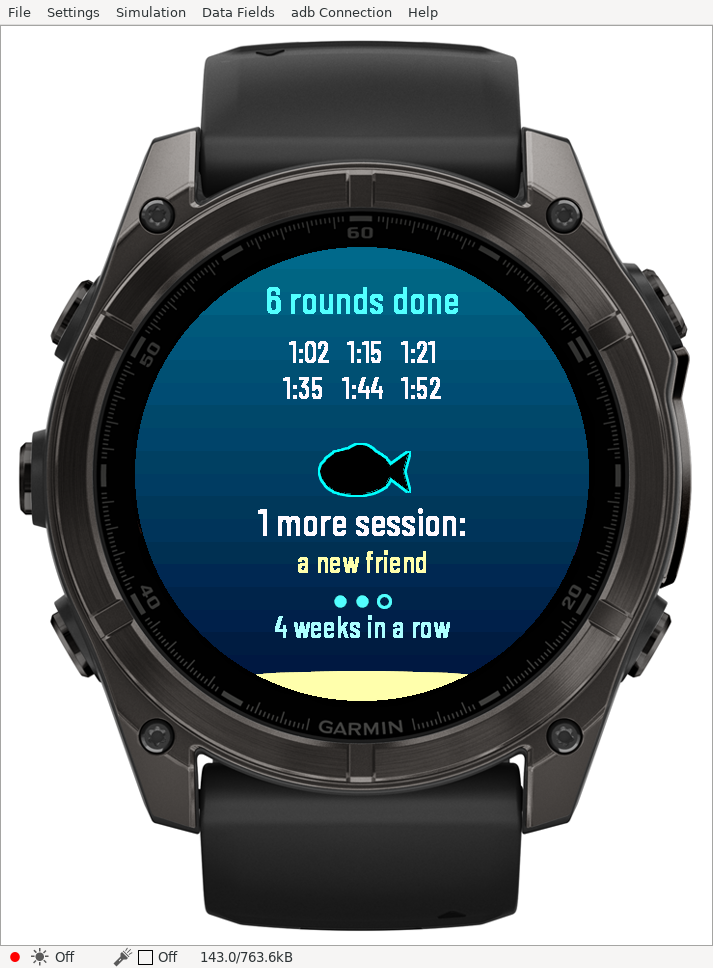 File Settings Simulation Data Fields adb Connection Help
60
50
6 rounds done
1:02 1:15 1:21
1:35 1:44 1:52
1 more session:
a new friend
40
20
4 weeks in a row
GARMIN
Off Off 143.0/763.6kB